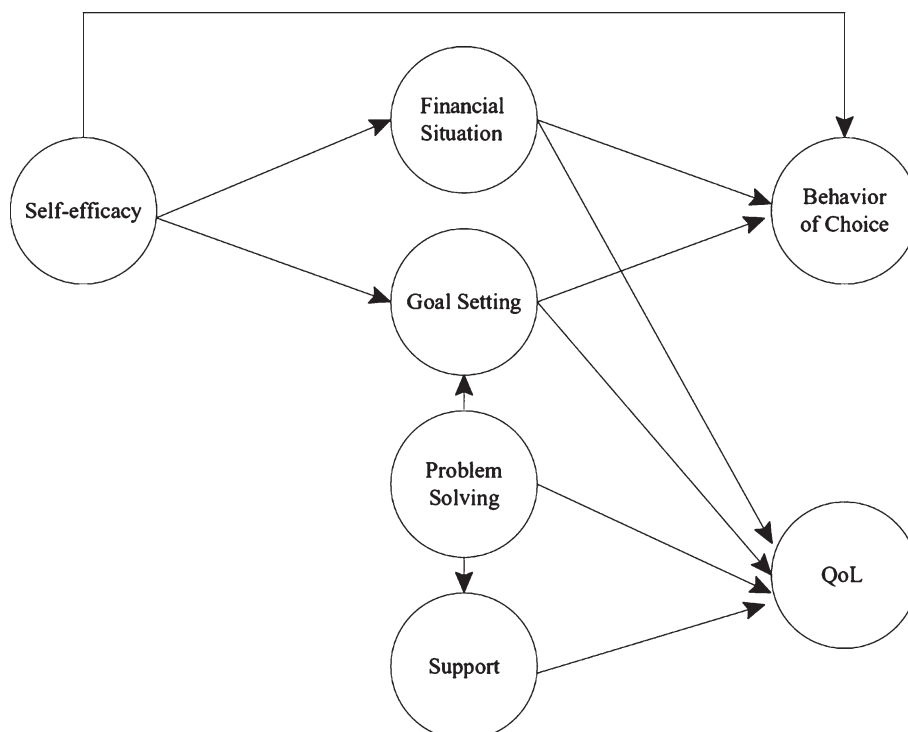 Financial
Situation
Self-efficacy
Behavior
of Choice
Goal Setting
Problem
Solving
QoL
Support